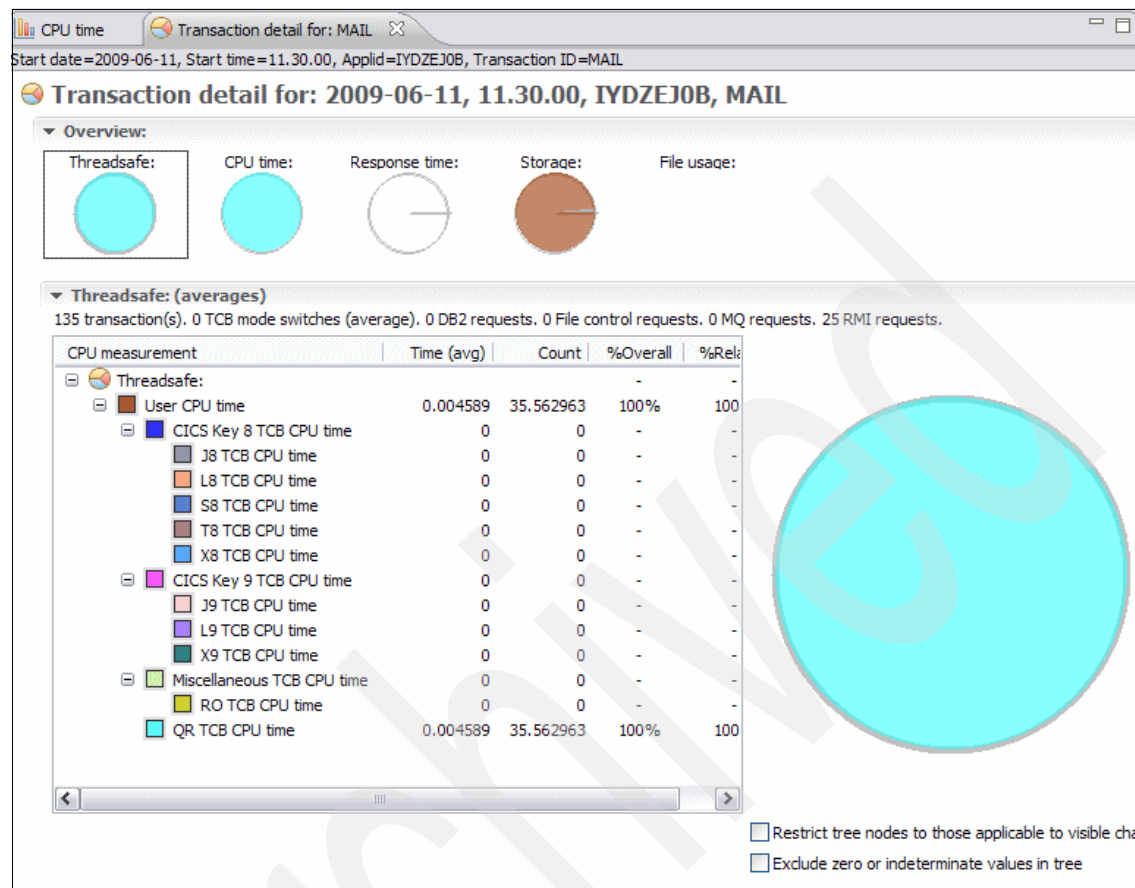 CPU time Transaction detail for: MAIL
Start date=2009-06-11, Start time=11.30.00, Applid=IYDZEJ0B, Transaction ID=MAIL
Transaction detail for: 2009-06-11, 11.30.00, IYDZEJ0B, MAIL
Overview:
Threadsafe: CPU time: Response time: Storage: File usage:
Threadsafe: (averages)
135 transaction(s). 0 TCB mode switches (average). 0 DB2 requests. 0 File control requests. 0 MQ requests. 25 RMI requests.
CPU measurement Time (avg) Count %Overall %Rela
Threadsafe: - -
User CPU time 0.004589 35.562963 100% 100
CICS Key 8 TCB CPU time 0 0 - -
J8 TCB CPU time 0 0 - -
L8 TCB CPU time 0 0 - -
S8 TCB CPU time 0 0 - -
T8 TCB CPU time 0 0 - -
X8 TCB CPU time 0 0 - -
CICS Key 9 TCB CPU time 0 0 - -
J9 TCB CPU time 0 0 - -
L9 TCB CPU time 0 0 - -
X9 TCB CPU time 0 0 - -
Miscellaneous TCB CPU time 0 0 - -
RO TCB CPU time 0 0 - -
QR TCB CPU time 0.004589 35.562963 100% 100
Restrict tree nodes to those applicable to visible cha
Exclude zero or indeterminate values in tree
chived